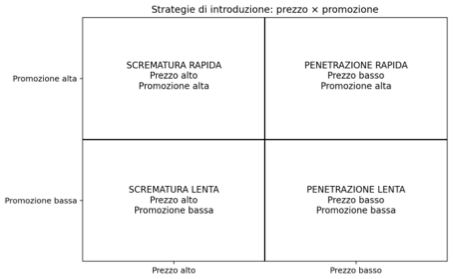 Strategie di introduzione: prezzo × promozione
Promozione alta
SCREMATURA RAPIDA
Prezzo alto
Promozione alta
PENETRAZIONE RAPIDA
Prezzo basso
Promozione alta
Promozione bassa
SCREMATURA LENTA
Prezzo alto
Promozione bassa
PENETRAZIONE LENTA
Prezzo basso
Promozione bassa
Prezzo alto
Prezzo basso